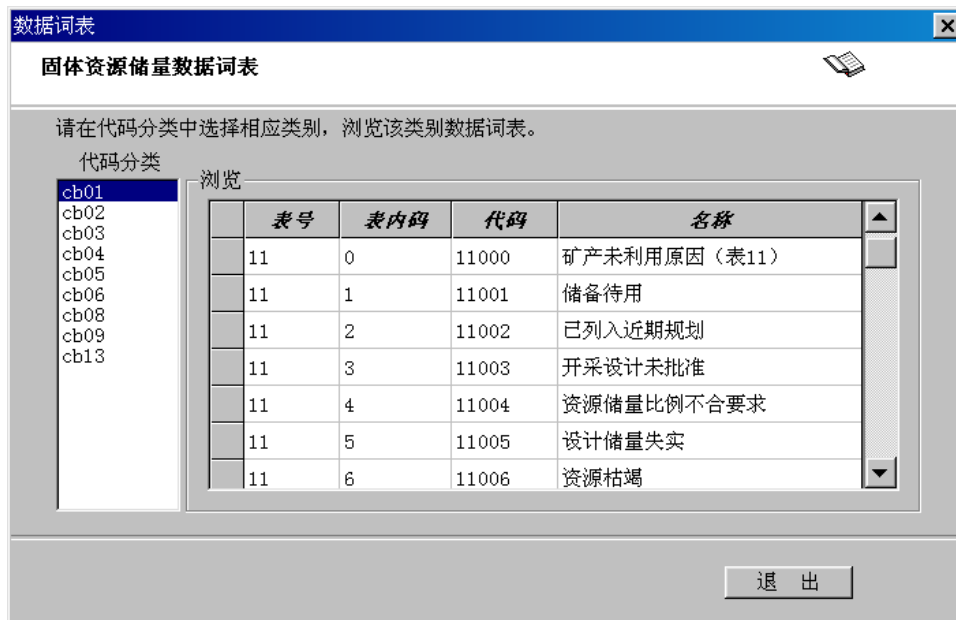 数据词表
固体资源储量数据词表
请在代码分类中选择相应类别，浏览该类别数据词表。
代码分类
cb01
cb02
cb03
cb04
cb05
cb06
cb08
cb09
cb13
浏览
表号 表内码 代码 名称
11 0 11000 矿产未利用原因（表11）
11 1 11001 储备待用
11 2 11002 已列入近期规划
11 3 11003 开采设计未批准
11 4 11004 资源储量比例不合要求
11 5 11005 设计储量失实
11 6 11006 资源枯竭
退 出